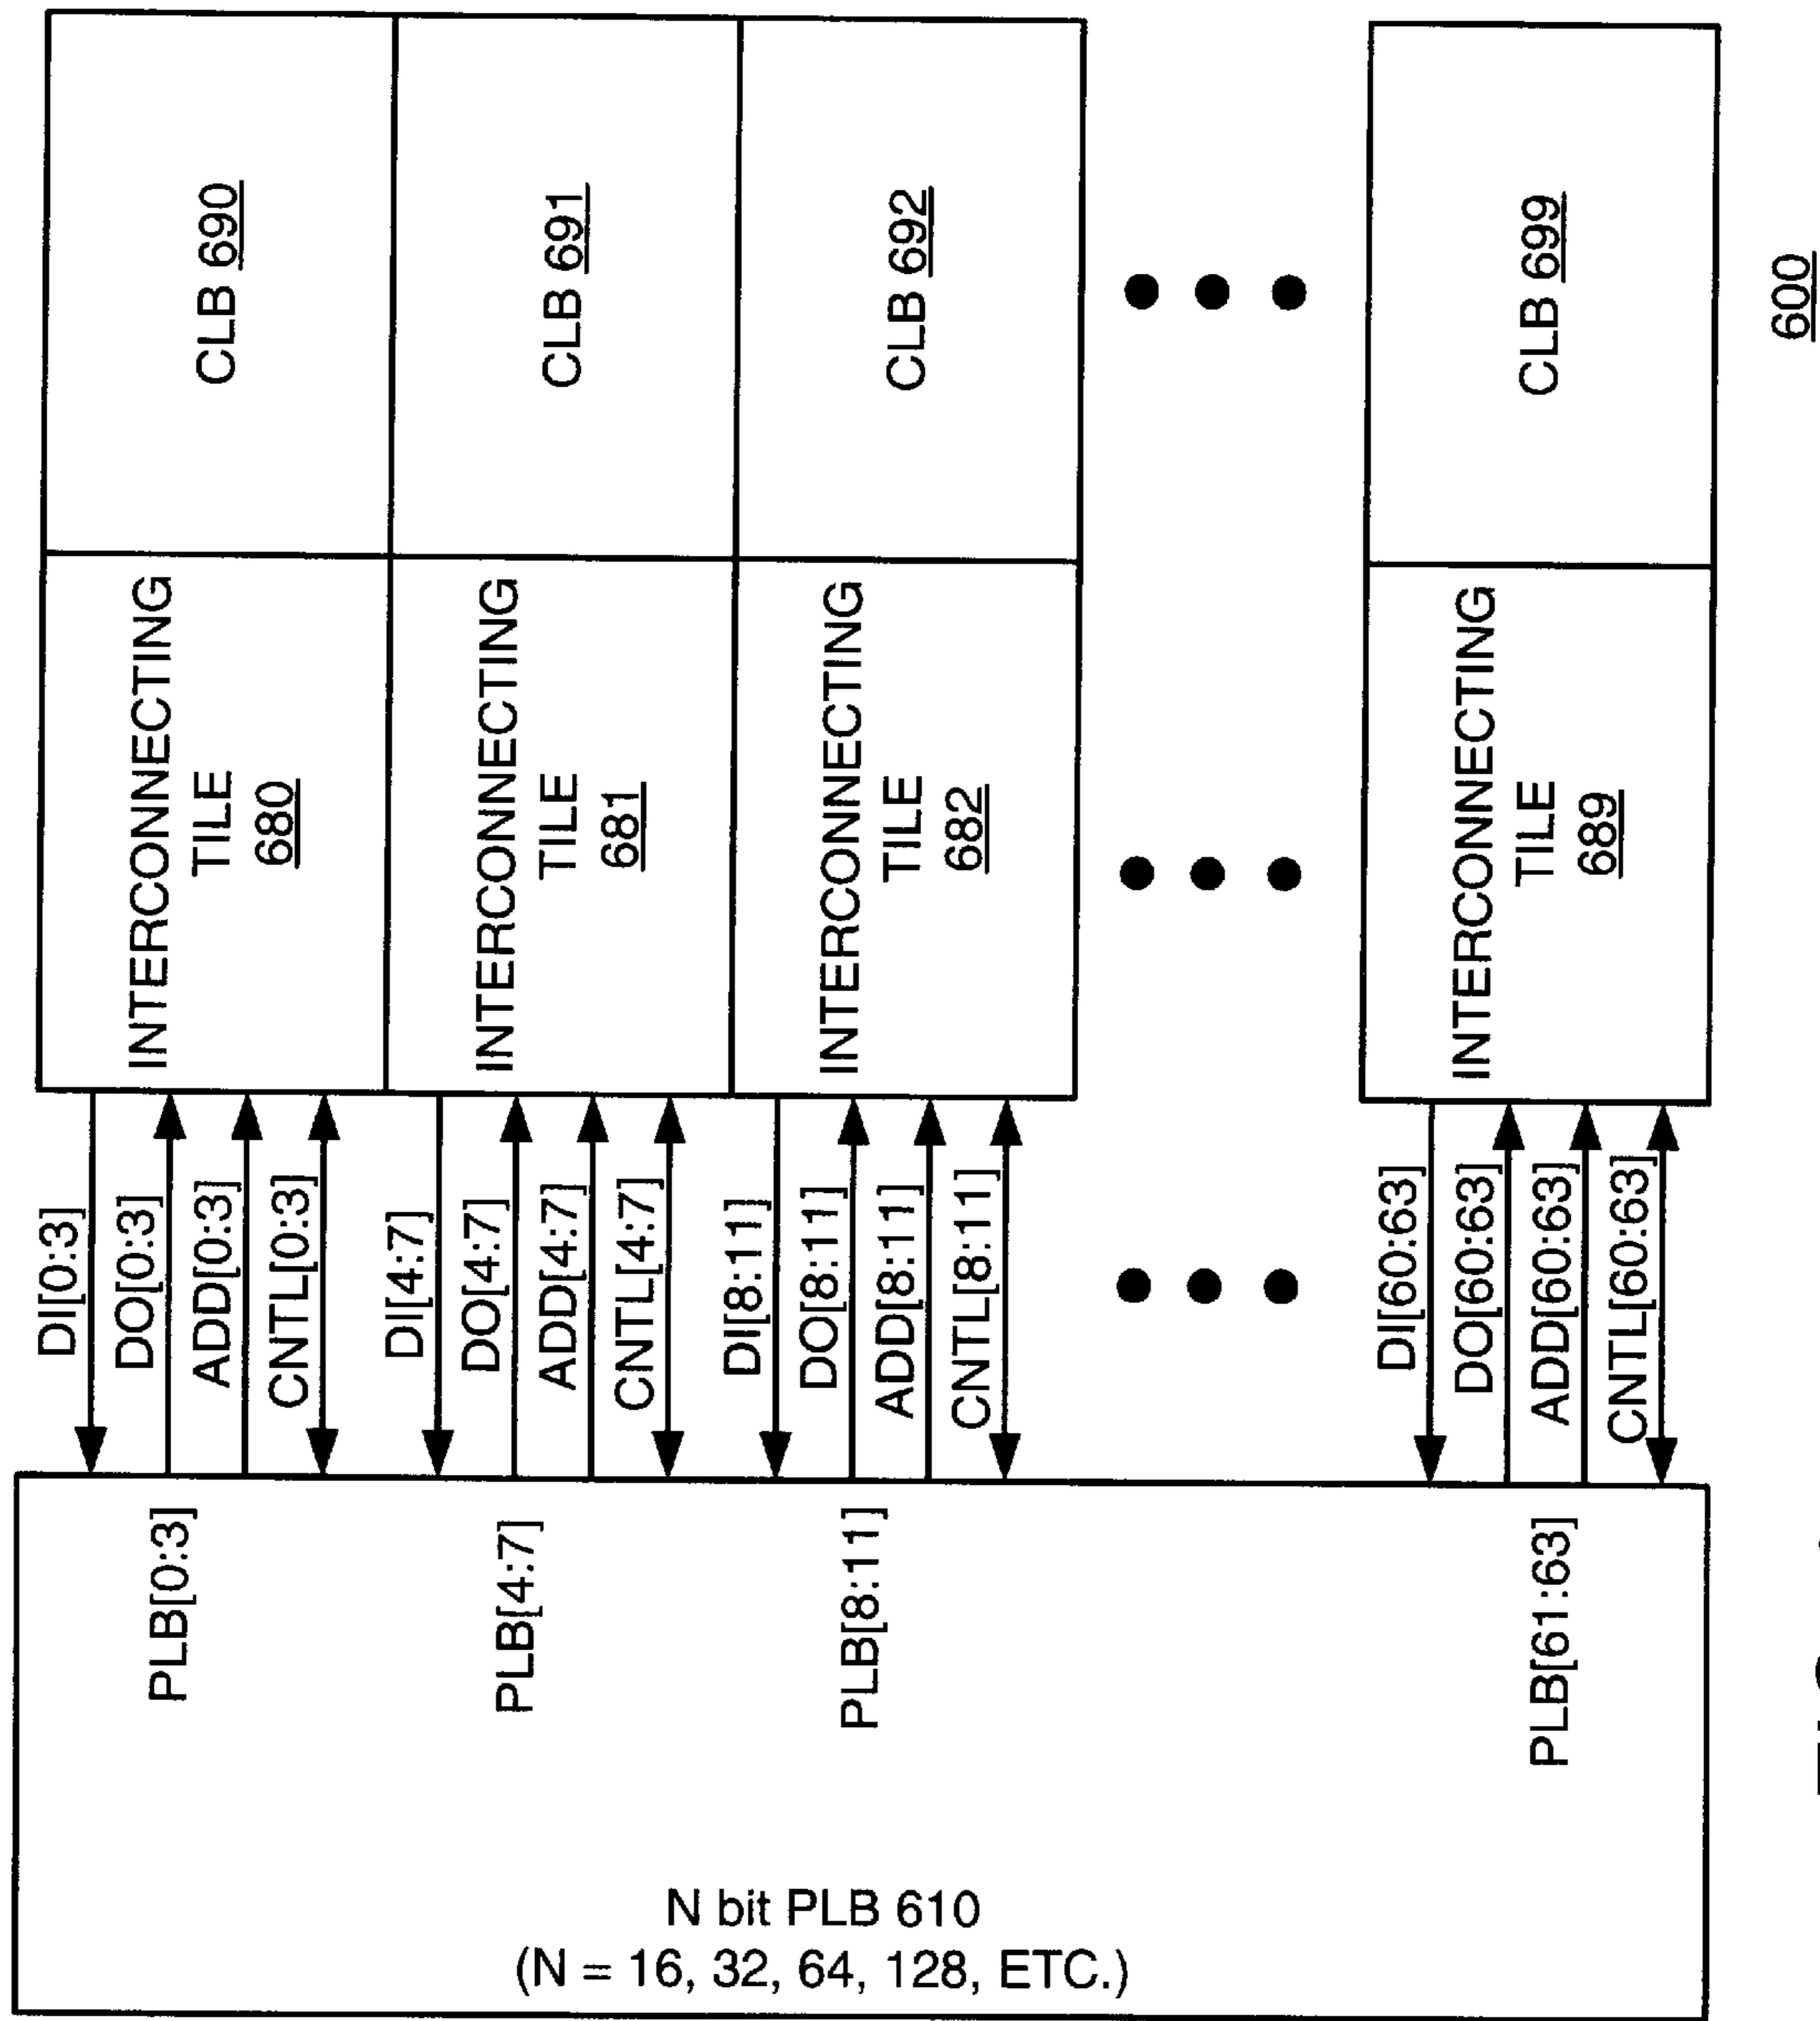 N bit PLB 610
(N = 16, 32, 64, 128, ETC.)
PLB[0:3]
PLB[4:7]
PLB[8:11]
PLB[61:63]
DI[0:3]
DO[0:3]
ADD[0:3]
CNTL[0:3]
DI[4:7]
DO[4:7]
ADD[4:7]
CNTL[4:7]
DI[8:11]
DO[8:11]
ADD[8:11]
CNTL[8:11]
DI[60:63]
DO[60:63]
ADD[60:63]
CNTL[60:63]
INTERCONNECTING
TILE
680
INTERCONNECTING
TILE
681
INTERCONNECTING
TILE
682
INTERCONNECTING
TILE
689
CLB 690
CLB 691
CLB 692
CLB 699
600